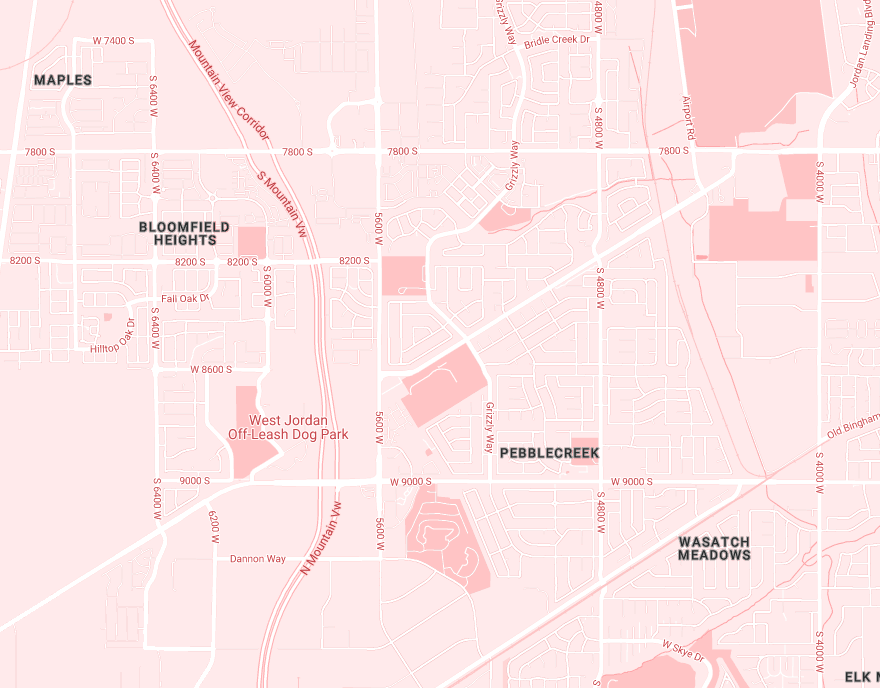 Grizzly Way
S 4800 W
W 7400 S
Bridle Creek Dr
Jordan Landing Blvd
Mountain View Corridor
MAPLES
S 6400 W
Airport Rd
S 4800 W
7800 S
7800 S
7800 S
7800 S
Grizzly Way
S 6400 W
S Mountain Vw
S 4000 W
5600 W
BLOOMFIELD
HEIGHTS
8200 S
8200 S
8200 S
8200 S
S 6000 W
S 4800 W
Fall Oak Dr
S 6400 W
Hilltop Oak Dr
W 8600 S
West Jordan
Off-Leash Dog Park
5600 W
Grizzly Way
Old Bingham
PEBBLECREEK
S 4000 W
9000 S
W 9000 S
W 9000 S
S 6400 W
S 4800 W
6200 W
5600 W
N Mountain Vw
WASATCH
MEADOWS
Dannon Way
W Skye Dr
S 4000 W
ELK
S